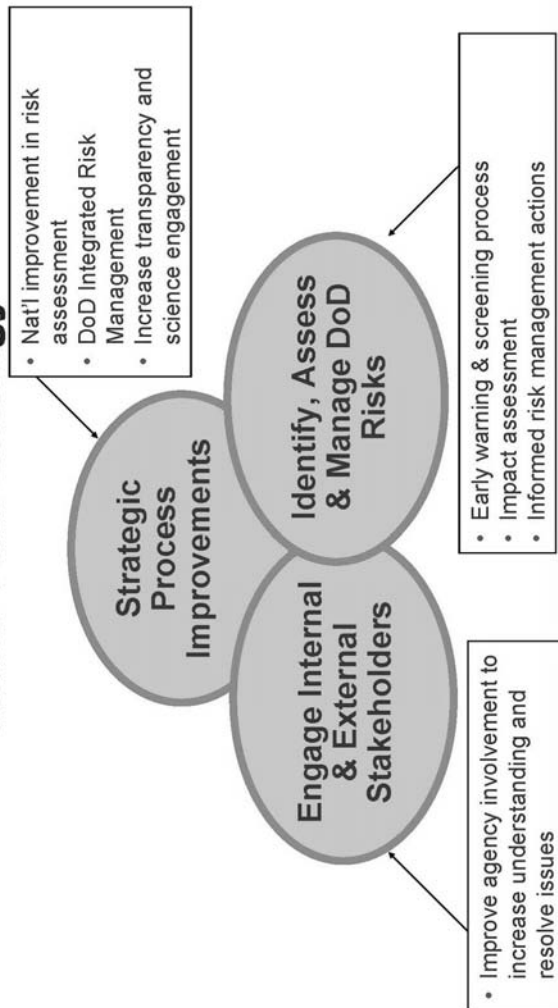 Strategic
Process
Improvements
• Nat'l improvement in risk
assessment
• DoD Integrated Risk
Management
• Increase transparency and
science engagement
Engage Internal
& External
Stakeholders
• Improve agency involvement to
increase understanding and
resolve issues
Identify, Assess
& Manage DoD
Risks
• Early warning & screening process
• Impact assessment
• Informed risk management actions